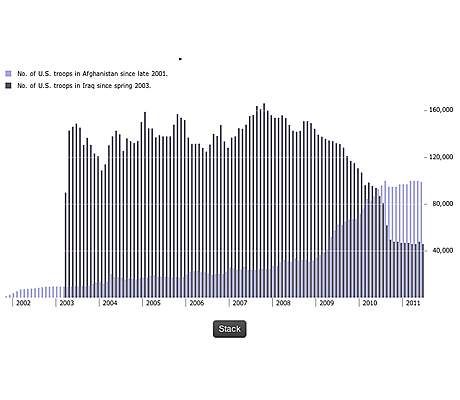 No. of U.S. troops in Afghanistan since late 2001.
No. of U.S. troops in Iraq since spring 2003.
160,000
120,000
80,000
40,000
2002 2003 2004 2005 2006 2007 2008 2009 2010 2011
Stack